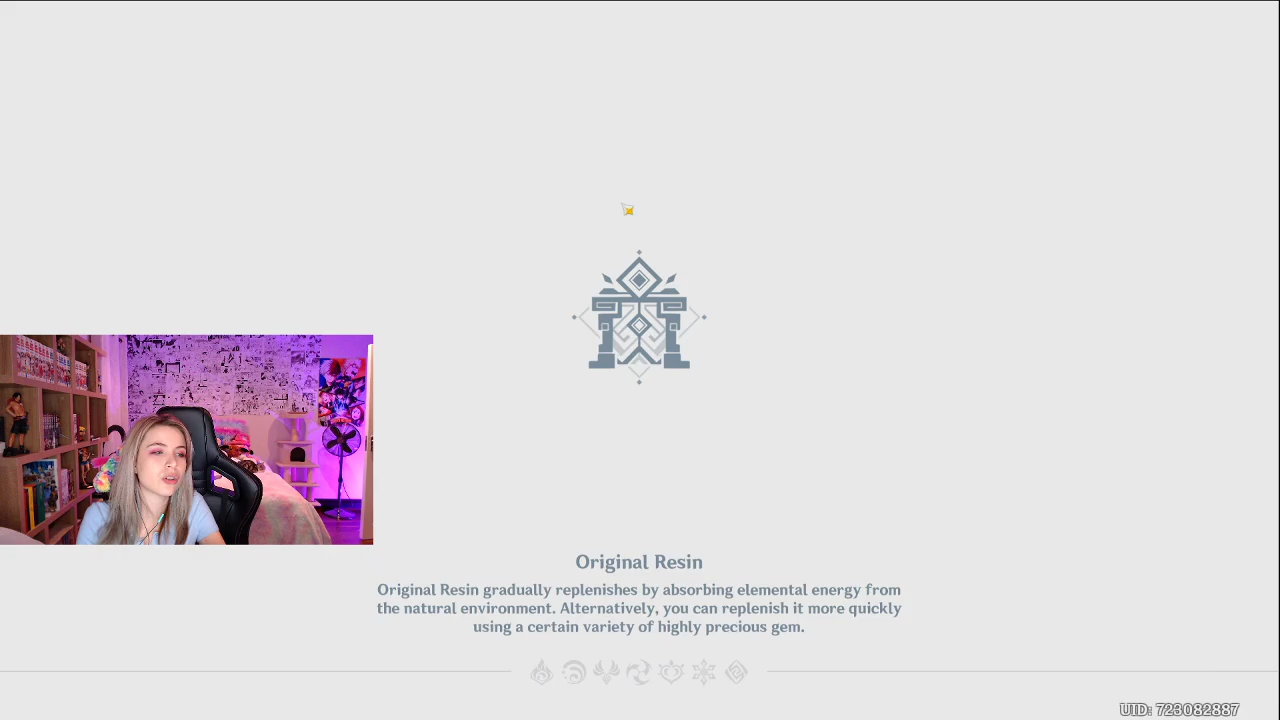 Original Resin
Original Resin gradually replenishes by absorbing elemental energy from
the natural environment. Alternatively, you can replenish it more quickly
using a certain variety of highly precious gem.
UID: 723082887